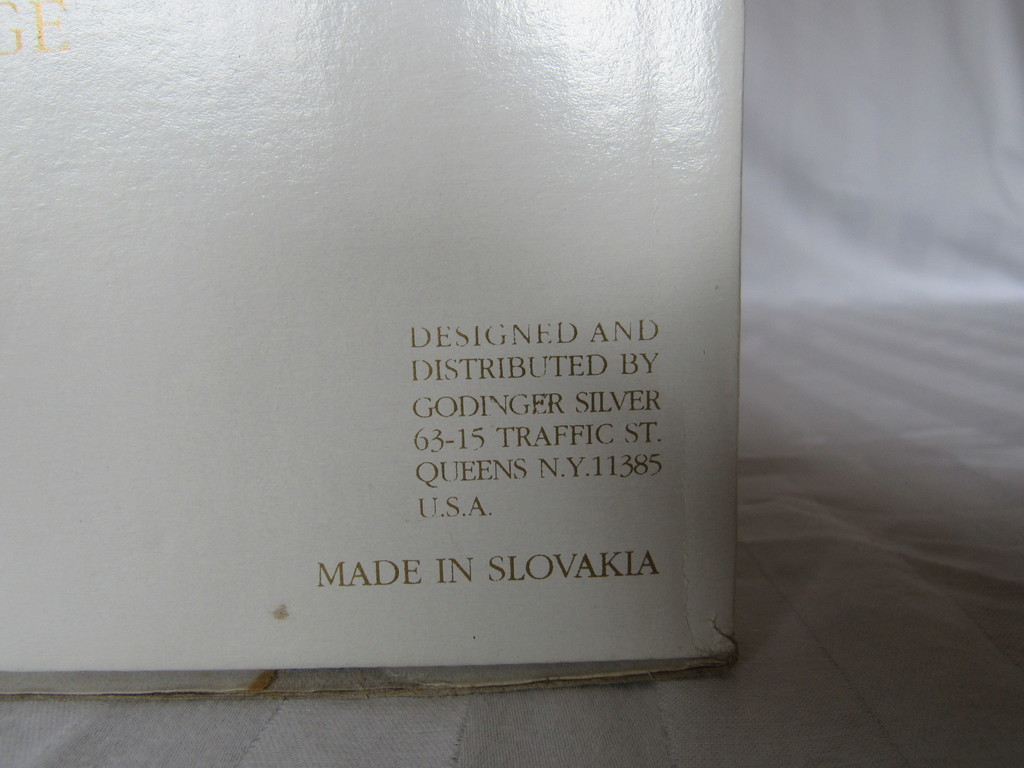 DESIGNED AND
DISTRIBUTED BY
GODINGER SILVER
63-15 TRAFFIC ST.
QUEENS N.Y.11385
U.S.A.
MADE IN SLOVAKIA